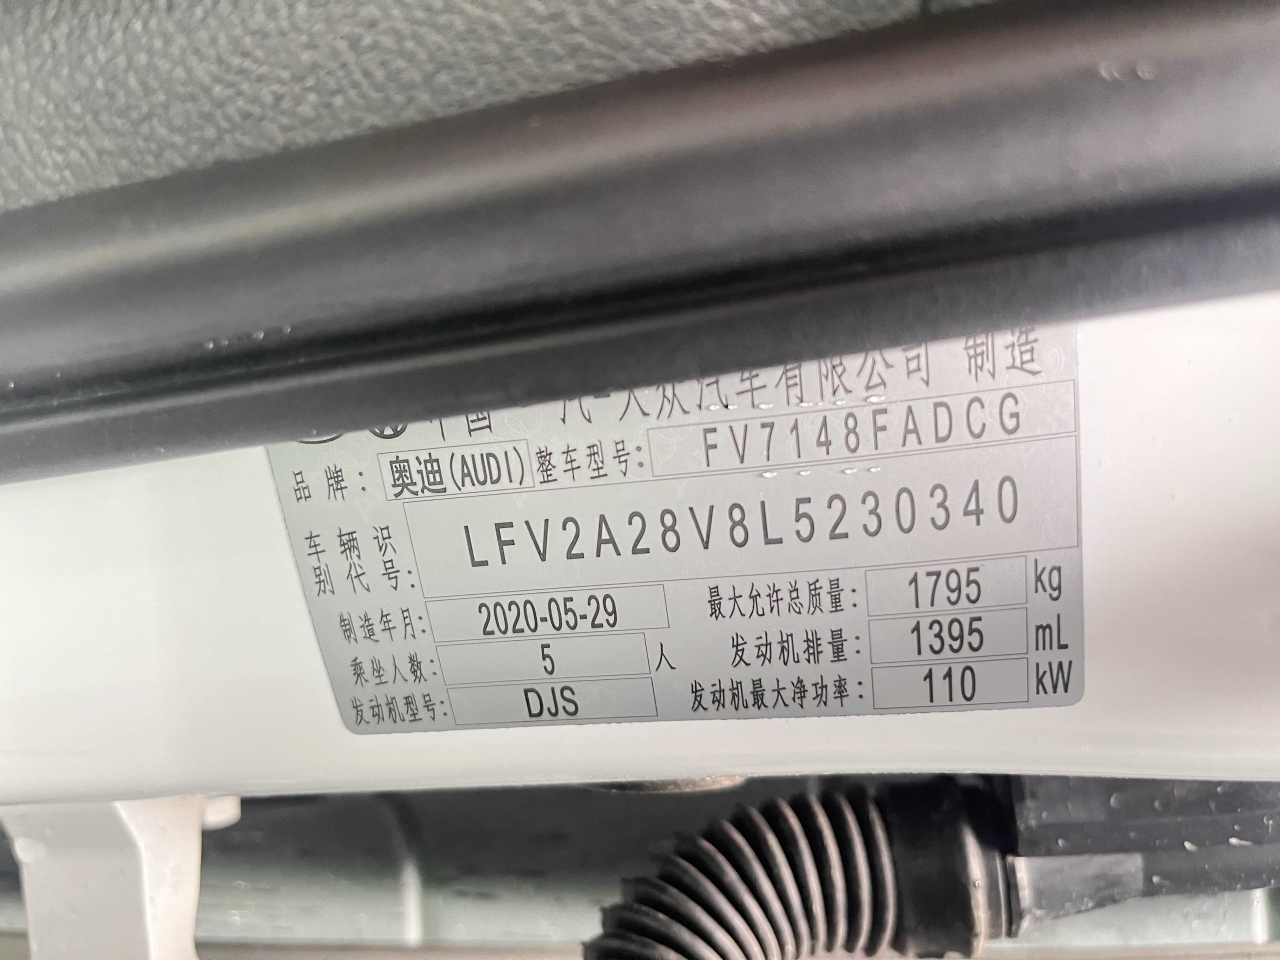 中国 一汽-大众汽车有限公司 制造
品牌: 奥迪(AUDI) 整车型号: FV7148FADCG
车辆识别代号: LFV2A28V8L5230340
制造年月: 2020-05-29 最大允许总质量: 1795 kg
乘坐人数: 5 人 发动机排量: 1395 mL
发动机型号: DJS 发动机最大净功率: 110 kW